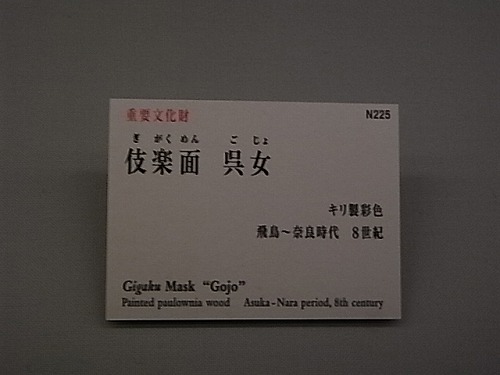 重要文化財
N225
ぎ がくめん ご じょ
伎楽面 呉女
キリ製彩色
飛鳥～奈良時代 8世紀
Gigaku Mask “Gojo”
Painted paulownia wood Asuka - Nara period, 8th century